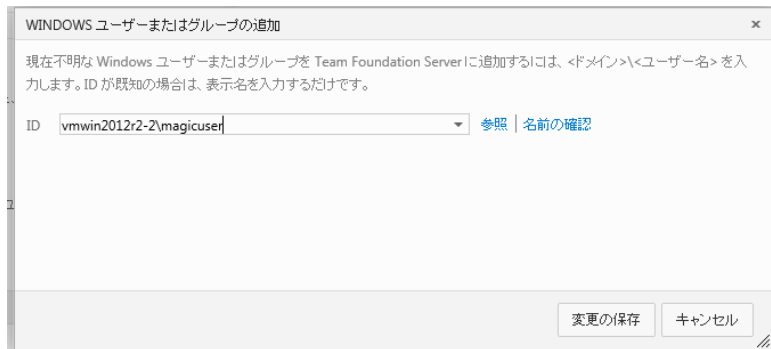 WINDOWS ユーザーまたはグループの追加 ×
現在不明な Windows ユーザーまたはグループを Team Foundation Server に追加するには、<ドメイン>\<ユーザー名> を入
力します。ID が既知の場合は、表示名を入力するだけです。
ID vmwin2012r2-2\magicuser 参照 | 名前の確認
変更の保存 キャンセル